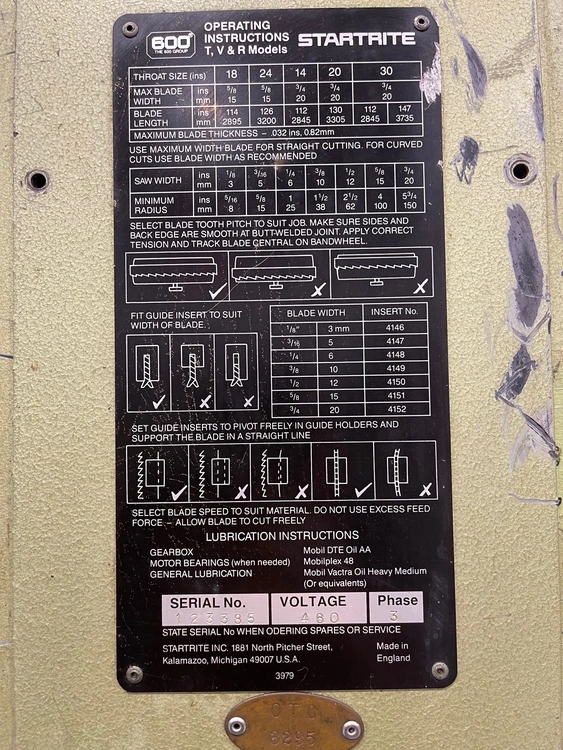 600
THE 600 GROUP
OPERATING
INSTRUCTIONS
T, V & R Models
STARTRITE
THROAT SIZE (ins) 18 24 14 20 30
MAX BLADE WIDTH ins 5/8 5/8 3/4 3/4 3/4
mm 15 15 20 20 20
BLADE LENGTH ins 114 126 112 130 112 147
mm 2895 3200 2845 3305 2845 3735
MAXIMUM BLADE THICKNESS – .032 ins, 0.82mm
USE MAXIMUM WIDTH BLADE FOR STRAIGHT CUTTING. FOR CURVED
CUTS USE BLADE WIDTH AS RECOMMENDED
SAW WIDTH ins 1/8 3/16 1/4 3/8 1/2 5/8 3/4
mm 3 5 6 10 12 15 20
MINIMUM RADIUS ins 5/16 5/8 1 1 1/2 2 1/2 4 5 3/4
mm 8 15 25 38 62 100 150
SELECT BLADE TOOTH PITCH TO SUIT JOB. MAKE SURE SIDES AND
BACK EDGE ARE SMOOTH AT BUTT-WELDED JOINT. APPLY CORRECT
TENSION AND TRACK BLADE CENTRAL ON BANDWHEEL.
FIT GUIDE INSERT TO SUIT
WIDTH OF BLADE.
BLADE WIDTH INSERT No.
1/8" 3 mm 4146
3/16 5 4147
1/4 6 4148
3/8 10 4149
1/2 12 4150
5/8 15 4151
3/4 20 4152
SET GUIDE INSERTS TO PIVOT FREELY IN GUIDE HOLDERS AND
SUPPORT THE BLADE IN A STRAIGHT LINE
SELECT BLADE SPEED TO SUIT MATERIAL. DO NOT USE EXCESS FEED
FORCE – ALLOW BLADE TO CUT FREELY
LUBRICATION INSTRUCTIONS
GEARBOX Mobil DTE Oil AA
MOTOR BEARINGS (when needed) Mobilplex 48
GENERAL LUBRICATION Mobil Vactra Oil Heavy Medium
(Or equivalents)
SERIAL No. VOLTAGE Phase
123385 460 3
STATE SERIAL No WHEN ODERING SPARES OR SERVICE
STARTRITE INC. 1881 North Pitcher Street,
Kalamazoo, Michigan 49007 U.S.A.
Made in
England
3979
OTC
6295